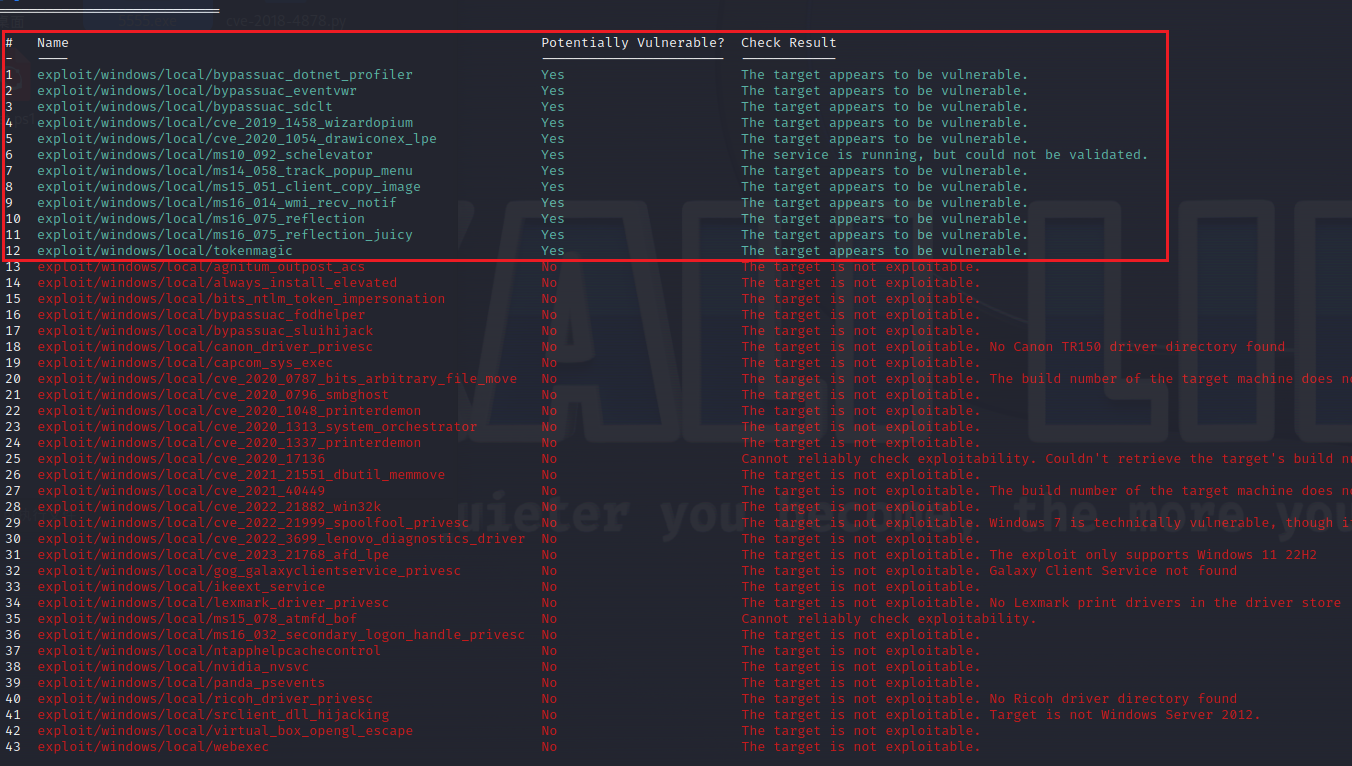 cve-2018-4878.py
# Name Potentially Vulnerable? Check Result
1 exploit/windows/local/bypassuac_dotnet_profiler Yes The target appears to be vulnerable.
2 exploit/windows/local/bypassuac_eventvwr Yes The target appears to be vulnerable.
3 exploit/windows/local/bypassuac_sdclt Yes The target appears to be vulnerable.
4 exploit/windows/local/cve_2019_1458_wizardopium Yes The target appears to be vulnerable.
5 exploit/windows/local/cve_2020_1054_drawiconex_lpe Yes The target appears to be vulnerable.
6 exploit/windows/local/ms10_092_schelevator Yes The service is running, but could not be validated.
7 exploit/windows/local/ms14_058_track_popup_menu Yes The target appears to be vulnerable.
8 exploit/windows/local/ms15_051_client_copy_image Yes The target appears to be vulnerable.
9 exploit/windows/local/ms16_014_wmi_recv_notif Yes The target appears to be vulnerable.
10 exploit/windows/local/ms16_075_reflection Yes The target appears to be vulnerable.
11 exploit/windows/local/ms16_075_reflection_juicy Yes The target appears to be vulnerable.
12 exploit/windows/local/tokenmagic Yes The target appears to be vulnerable.
13 exploit/windows/local/agnitum_outpost_acs No The target is not exploitable.
14 exploit/windows/local/always_install_elevated No The target is not exploitable.
15 exploit/windows/local/bits_ntlm_token_impersonation No The target is not exploitable.
16 exploit/windows/local/bypassuac_fodhelper No The target is not exploitable.
17 exploit/windows/local/bypassuac_sluihijack No The target is not exploitable.
18 exploit/windows/local/canon_driver_privesc No The target is not exploitable. No Canon TR150 driver directory found
19 exploit/windows/local/capcom_sys_exec No The target is not exploitable.
20 exploit/windows/local/cve_2020_0787_bits_arbitrary_file_move No The target is not exploitable. The build number of the target machine does no
21 exploit/windows/local/cve_2020_0796_smbghost No The target is not exploitable.
22 exploit/windows/local/cve_2020_1048_printerdemon No The target is not exploitable.
23 exploit/windows/local/cve_2020_1313_system_orchestrator No The target is not exploitable.
24 exploit/windows/local/cve_2020_1337_printerdemon No The target is not exploitable.
25 exploit/windows/local/cve_2020_17136 No Cannot reliably check exploitability. Couldn't retrieve the target's build nu
26 exploit/windows/local/cve_2021_21551_dbutil_memmove No The target is not exploitable.
27 exploit/windows/local/cve_2021_40449 No The target is not exploitable. The build number of the target machine does no
28 exploit/windows/local/cve_2022_21882_win32k No The target is not exploitable.
29 exploit/windows/local/cve_2022_21999_spoolfool_privesc No The target is not exploitable. Windows 7 is technically vulnerable, though it
30 exploit/windows/local/cve_2022_3699_lenovo_diagnostics_driver No The target is not exploitable.
31 exploit/windows/local/cve_2023_21768_afd_lpe No The target is not exploitable. The exploit only supports Windows 11 22H2
32 exploit/windows/local/gog_galaxyclientservice_privesc No The target is not exploitable. Galaxy Client Service not found
33 exploit/windows/local/ikeext_service No The target is not exploitable.
34 exploit/windows/local/lexmark_driver_privesc No The target is not exploitable. No Lexmark print drivers in the driver store
35 exploit/windows/local/ms15_078_atmfd_bof No Cannot reliably check exploitability.
36 exploit/windows/local/ms16_032_secondary_logon_handle_privesc No The target is not exploitable.
37 exploit/windows/local/ntapphelpcachecontrol No The target is not exploitable.
38 exploit/windows/local/nvidia_nvsvc No The target is not exploitable.
39 exploit/windows/local/panda_psevents No The target is not exploitable.
40 exploit/windows/local/ricoh_driver_privesc No The target is not exploitable. No Ricoh driver directory found
41 exploit/windows/local/srclient_dll_hijacking No The target is not exploitable. Target is not Windows Server 2012.
42 exploit/windows/local/virtual_box_opengl_escape No The target is not exploitable.
43 exploit/windows/local/webexec No The target is not exploitable.